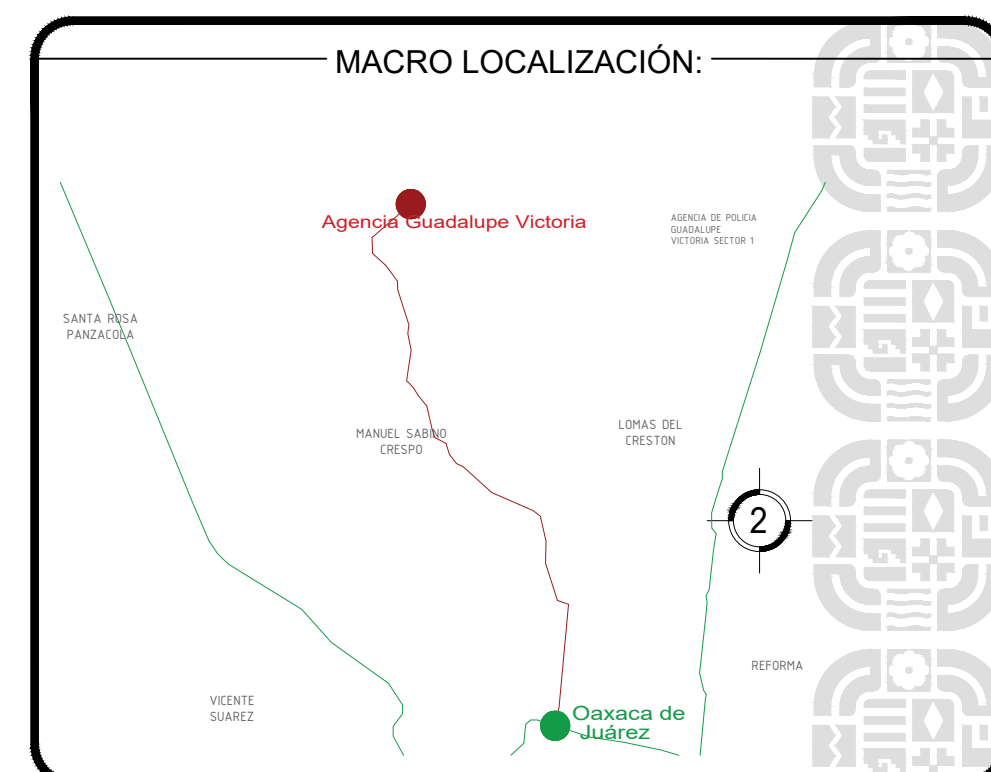 MACRO LOCALIZACIÓN:
Agencia Guadalupe Victoria
AGENCIA DE POLICIA
GUADALUPE
VICTORIA SECTOR 1
SANTA ROSA
PANZACOLA
MANUEL SABINO
CRESPO
LOMAS DEL
CRESTON
2
REFORMA
VICENTE
SUAREZ
Oaxaca de
Juárez